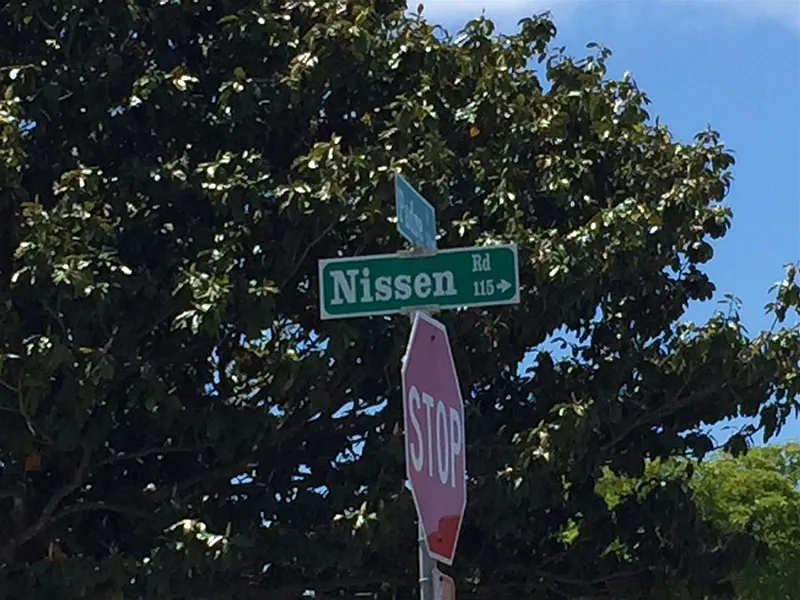 Nissen Rd
115→
STOP